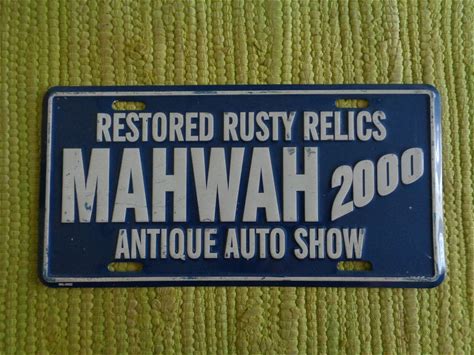 RESTORED RUSTY RELICS
MAHWAH 2000
ANTIQUE AUTO SHOW